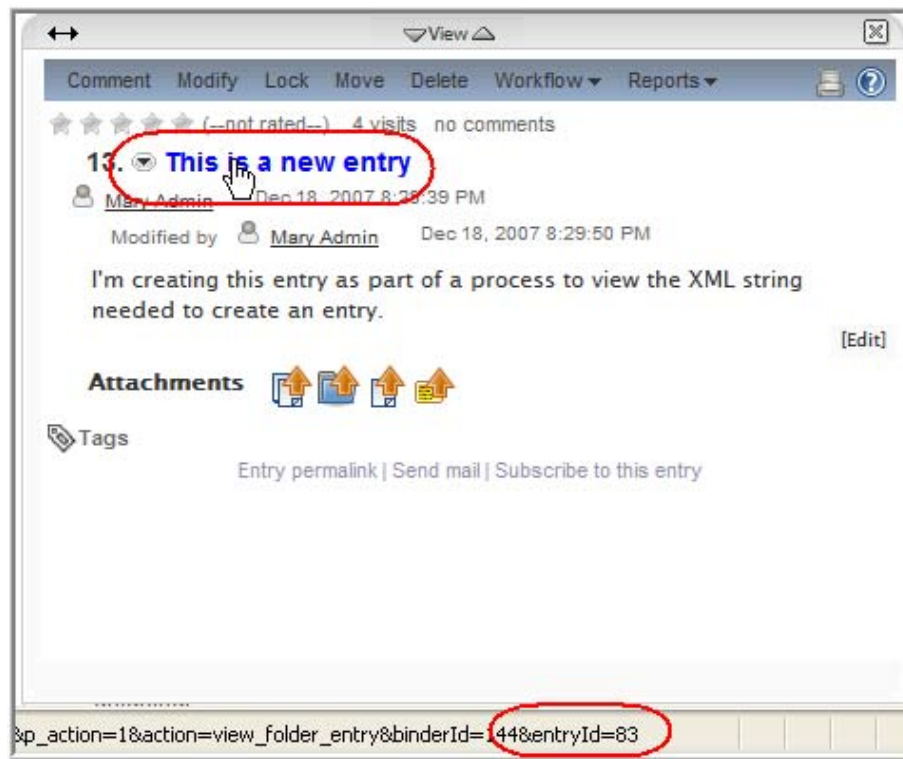 View
Comment Modify Lock Move Delete Workflow Reports
(--not rated--) 4 visits no comments
13. This is a new entry
Mary Admin Dec 18, 2007 8:29:39 PM
Modified by Mary Admin Dec 18, 2007 8:29:50 PM
I'm creating this entry as part of a process to view the XML string
needed to create an entry.
[Edit]
Attachments
Tags
Entry permalink | Send mail | Subscribe to this entry
&p_action=1&action=view_folder_entry&binderId=144&entryId=83